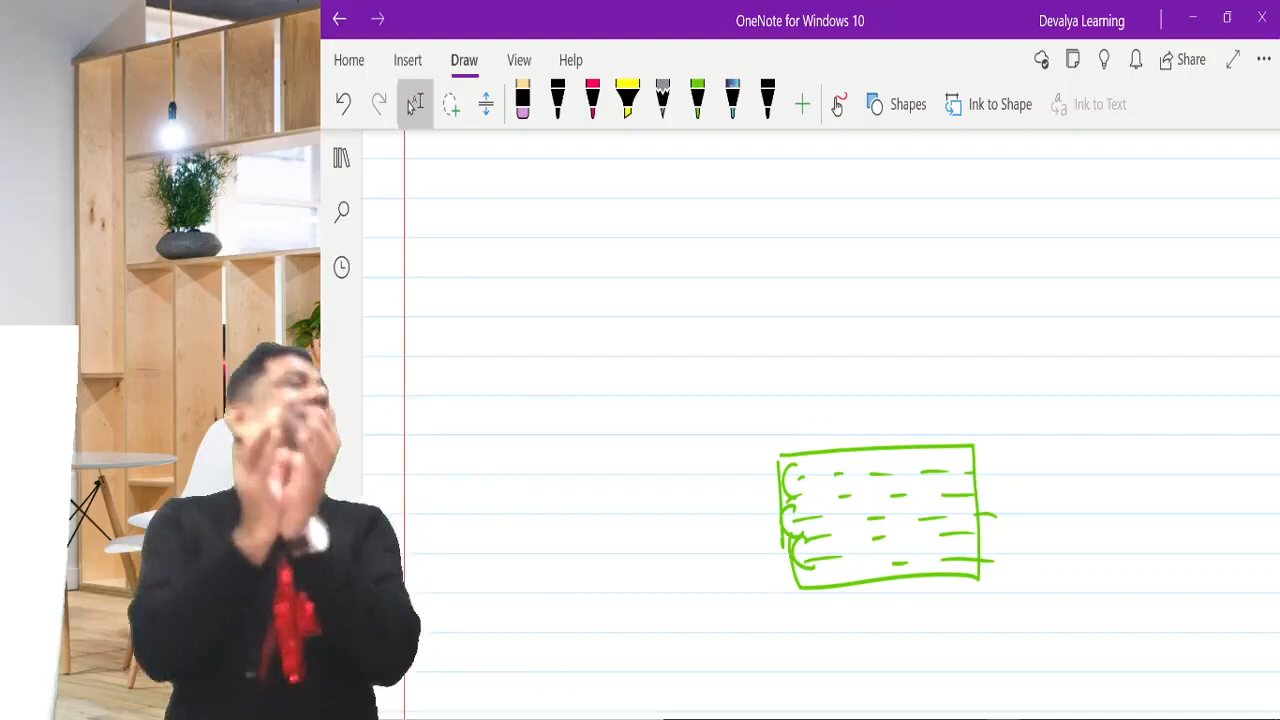 OneNote for Windows 10
Devalya Learning
Home Insert Draw View Help
Share
Shapes
Ink to Shape
Ink to Text